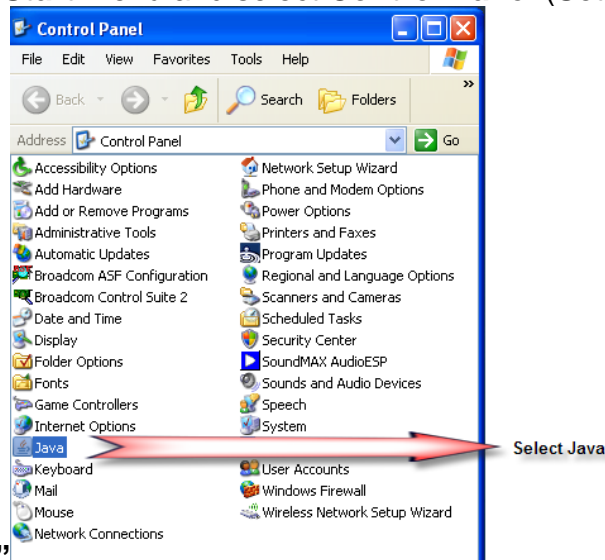 Control Panel
File Edit View Favorites Tools Help
Back Search Folders »
Address Control Panel Go
Accessibility Options
Add Hardware
Add or Remove Programs
Administrative Tools
Automatic Updates
Broadcom ASF Configuration
Broadcom Control Suite 2
Date and Time
Display
Folder Options
Fonts
Game Controllers
Internet Options
Java
Keyboard
Mail
Mouse
Network Connections
Network Setup Wizard
Phone and Modem Options
Power Options
Printers and Faxes
Program Updates
Regional and Language Options
Scanners and Cameras
Scheduled Tasks
Security Center
SoundMAX AudioESP
Sounds and Audio Devices
Speech
System
User Accounts
Windows Firewall
Wireless Network Setup Wizard
Select Java
”